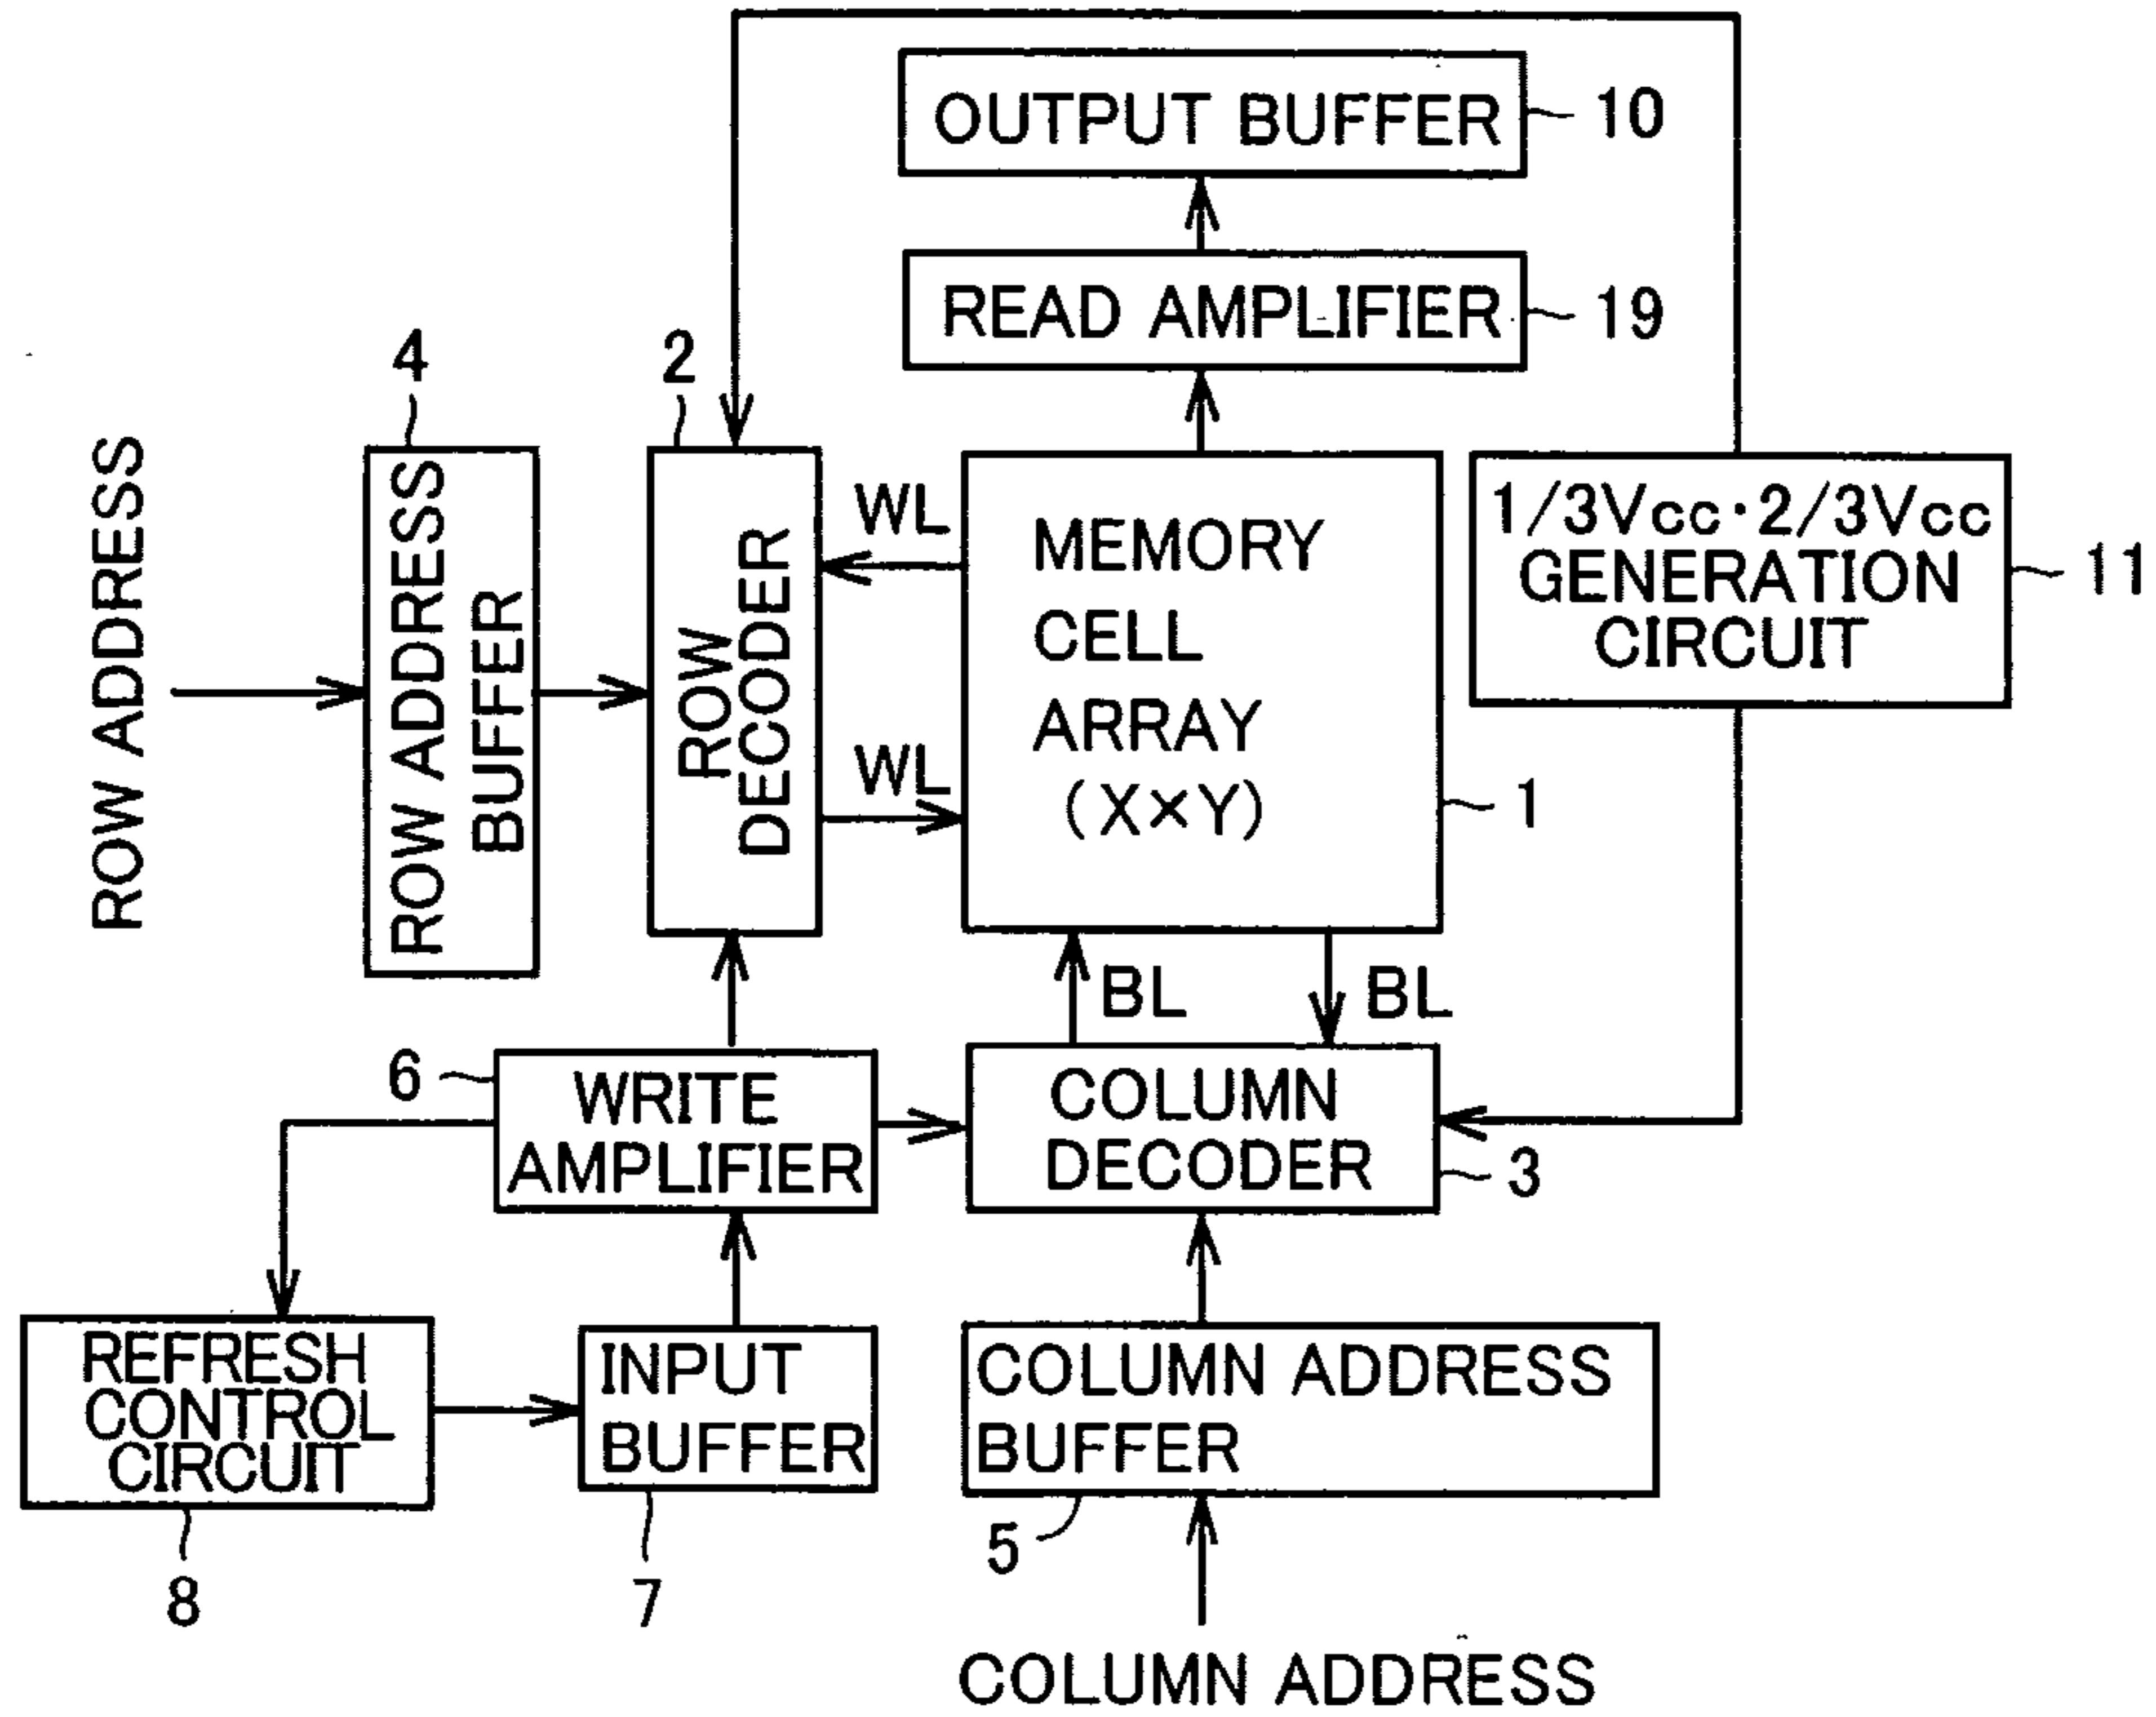 OUTPUT BUFFER
10
READ AMPLIFIER
19
4
2
ROW ADDRESS
ROW ADDRESS
BUFFER
ROW
DECODER
WL
WL
MEMORY
CELL
ARRAY
(X×Y)
1
1/3Vcc·2/3Vcc
GENERATION
CIRCUIT
11
BL
BL
6
WRITE
AMPLIFIER
COLUMN
DECODER
3
REFRESH
CONTROL
CIRCUIT
8
INPUT
BUFFER
7
COLUMN ADDRESS
BUFFER
5
COLUMN ADDRESS